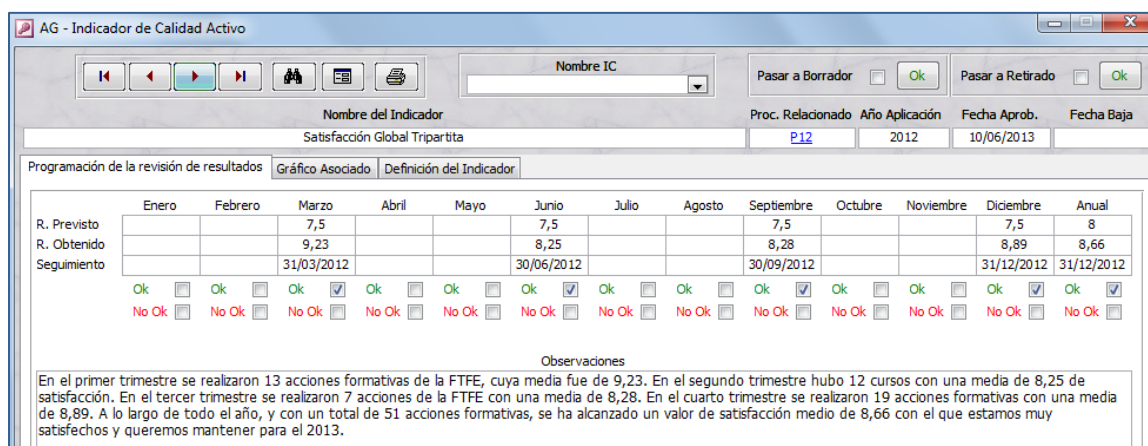 AG - Indicador de Calidad Activo
Nombre IC
Pasar a Borrador Ok Pasar a Retirado Ok
Nombre del Indicador Proc. Relacionado Año Aplicación Fecha Aprob. Fecha Baja
Satisfacción Global Tripartita P12 2012 10/06/2013
Programación de la revisión de resultados Gráfico Asociado Definición del Indicador
Enero Febrero Marzo Abril Mayo Junio Julio Agosto Septiembre Octubre Noviembre Diciembre Anual
R. Previsto 7,5 7,5 7,5 7,5 8
R. Obtenido 9,23 8,25 8,28 8,89 8,66
Seguimiento 31/03/2012 30/06/2012 30/09/2012 31/12/2012 31/12/2012
Ok Ok Ok Ok Ok Ok Ok Ok Ok Ok Ok Ok Ok
No Ok No Ok No Ok No Ok No Ok No Ok No Ok No Ok No Ok No Ok No Ok No Ok No Ok
Observaciones
En el primer trimestre se realizaron 13 acciones formativas de la FTFE, cuya media fue de 9,23. En el segundo trimestre hubo 12 cursos con una media de 8,25 de
satisfacción. En el tercer trimestre se realizaron 7 acciones de la FTFE con una media de 8,28. En el cuarto trimestre se realizaron 19 acciones formativas con una media
de 8,89. A lo largo de todo el año, y con un total de 51 acciones formativas, se ha alcanzado un valor de satisfacción medio de 8,66 con el que estamos muy
satisfechos y queremos mantener para el 2013.